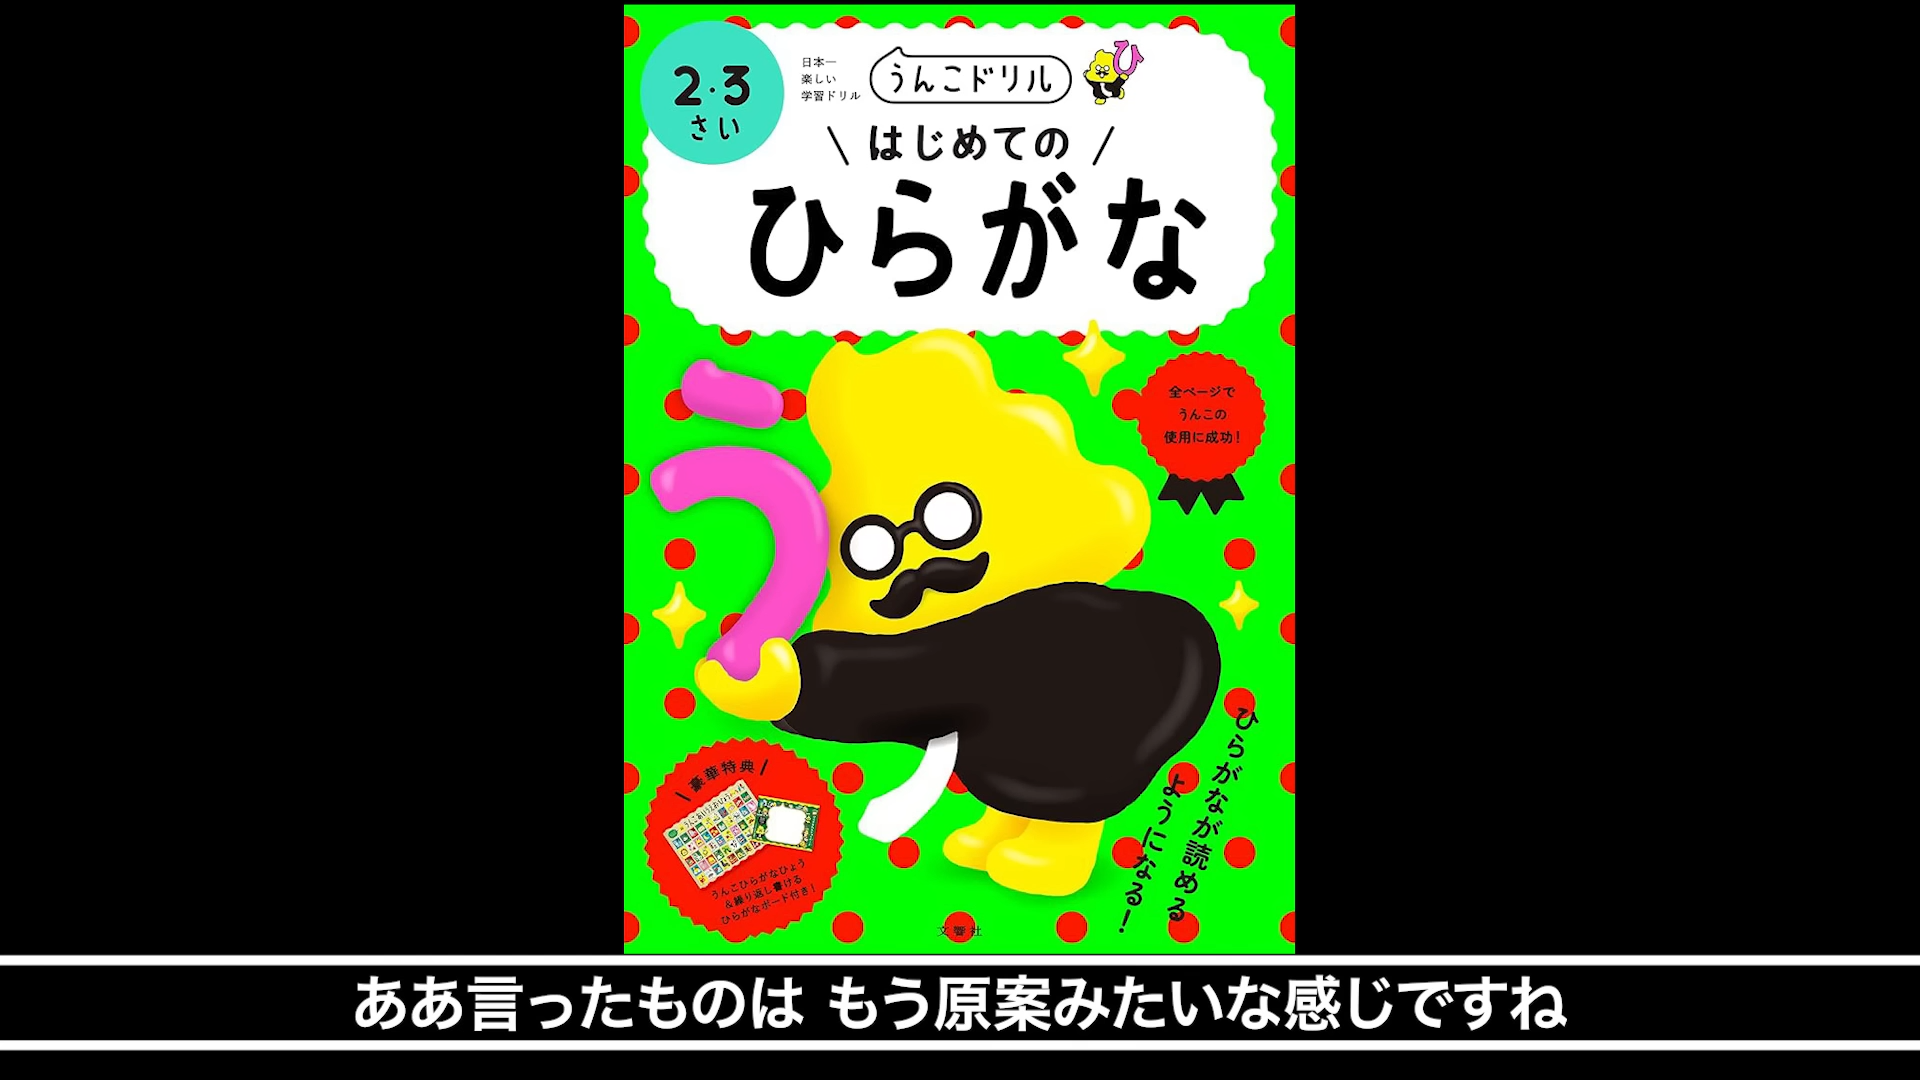 2・3
さい
日本一
楽しい
学習ドリル
うんこドリル
ひ
はじめての
ひらがな
全ページで
うんこの
使用に成功！
う
豪華特典
うんこひらがなひょう
&繰り返し書ける
ひらがなボード付き！
ひらがなが読める
ようになる！
文響社
ああ言ったものは もう原案みたいな感じですね